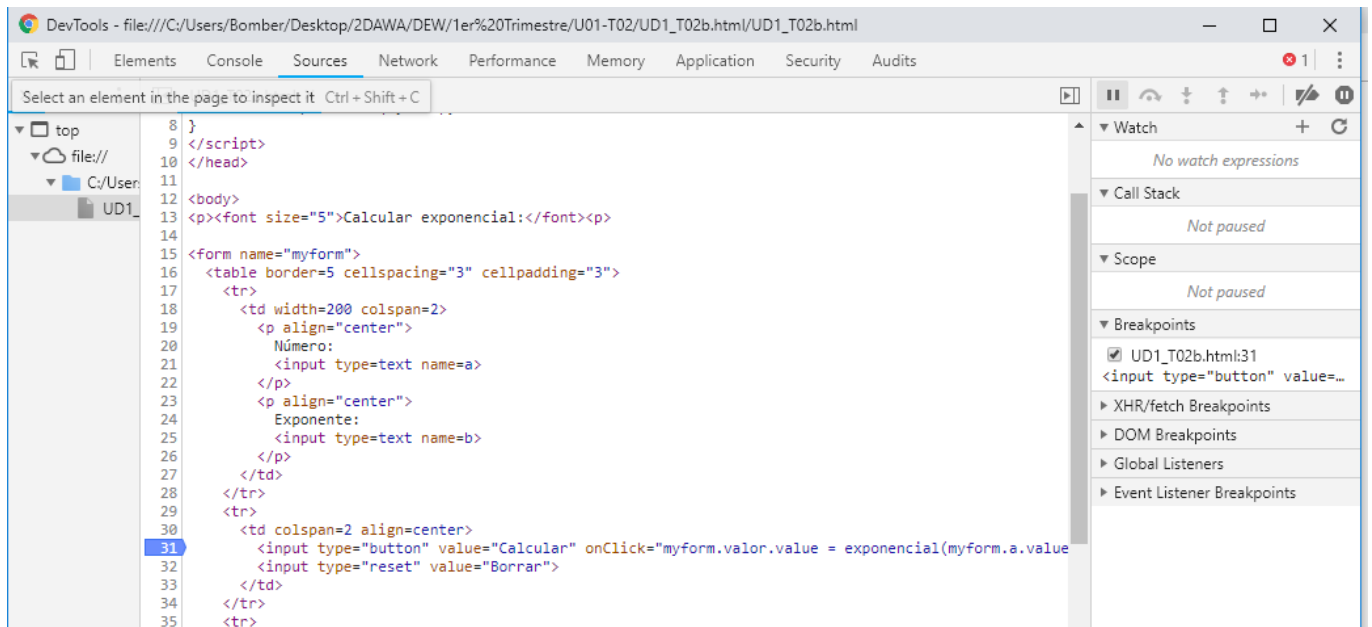 DevTools - file:///C:/Users/Bomber/Desktop/2DAWA/DEW/1er%20Trimestre/U01-T02/UD1_T02b.html/UD1_T02b.html
Elements Console Sources Network Performance Memory Application Security Audits 1
Select an element in the page to inspect it Ctrl + Shift + C
top
file://
C:/User
UD1_
8 }
9 </script>
10 </head>
11
12 <body>
13 <p><font size="5">Calcular exponencial:</font><p>
14
15 <form name="myform">
16 <table border=5 cellspacing="3" cellpadding="3">
17 <tr>
18 <td width=200 colspan=2>
19 <p align="center">
20 Número:
21 <input type=text name=a>
22 </p>
23 <p align="center">
24 Exponente:
25 <input type=text name=b>
26 </p>
27 </td>
28 </tr>
29 <tr>
30 <td colspan=2 align=center>
31 <input type="button" value="Calcular" onClick="myform.valor.value = exponencial(myform.a.value
32 <input type="reset" value="Borrar">
33 </td>
34 </tr>
35 <tr>
Watch
No watch expressions
Call Stack
Not paused
Scope
Not paused
Breakpoints
UD1_T02b.html:31
<input type="button" value=…
XHR/fetch Breakpoints
DOM Breakpoints
Global Listeners
Event Listener Breakpoints